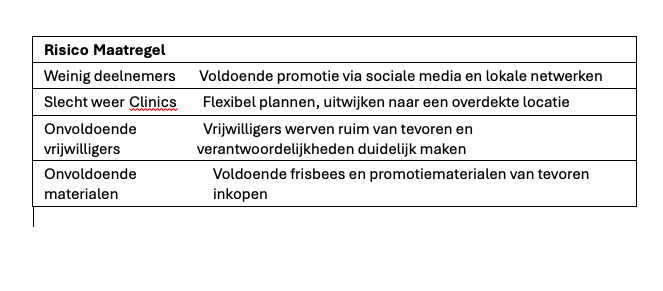 Risico Maatregel
Weinig deelnemers Voldoende promotie via sociale media en lokale netwerken
Slecht weer Clinics Flexibel plannen, uitwijken naar een overdekte locatie
Onvoldoende Vrijwilligers werven ruim van tevoren en
vrijwilligers verantwoordelijkheden duidelijk maken
Onvoldoende Voldoende frisbees en promotiematerialen van tevoren
materialen inkopen